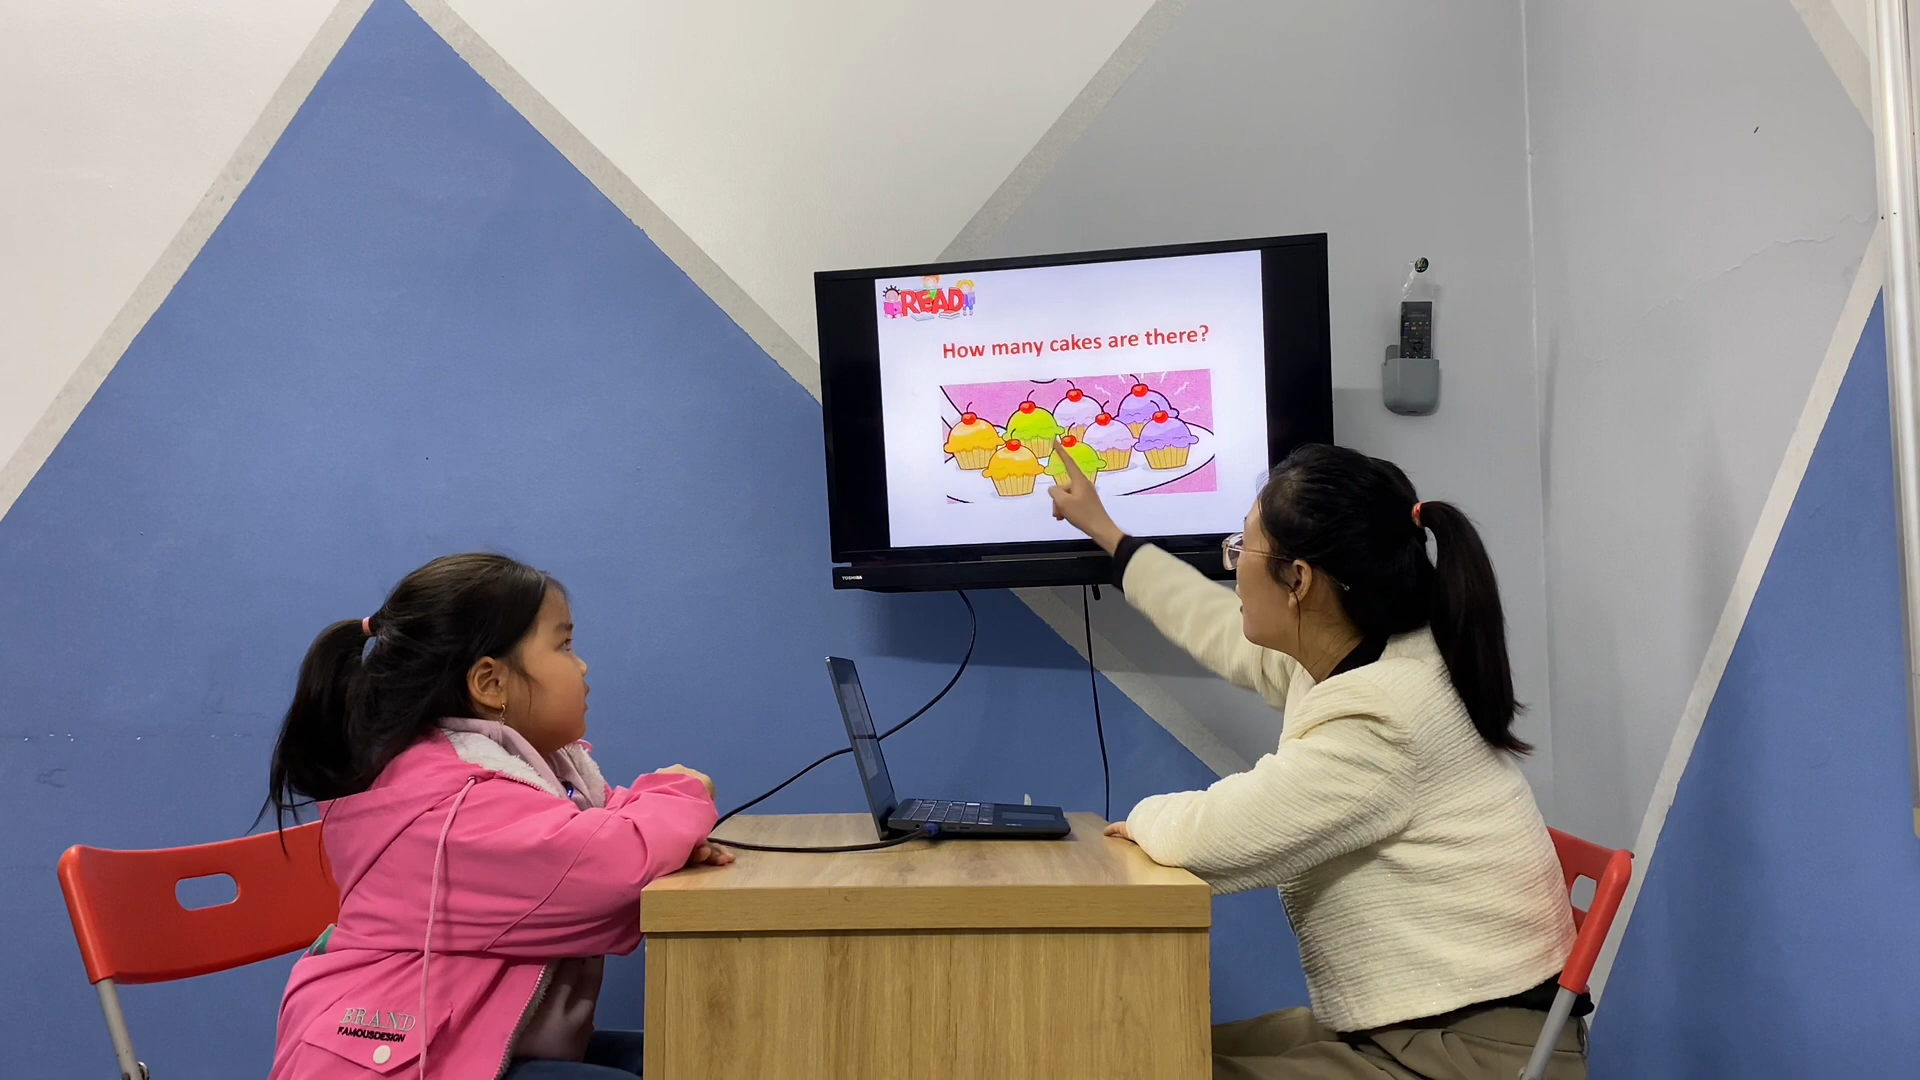 READ
How many cakes are there?
TOSHIBA
BRAND
FAMOUSDESIGN